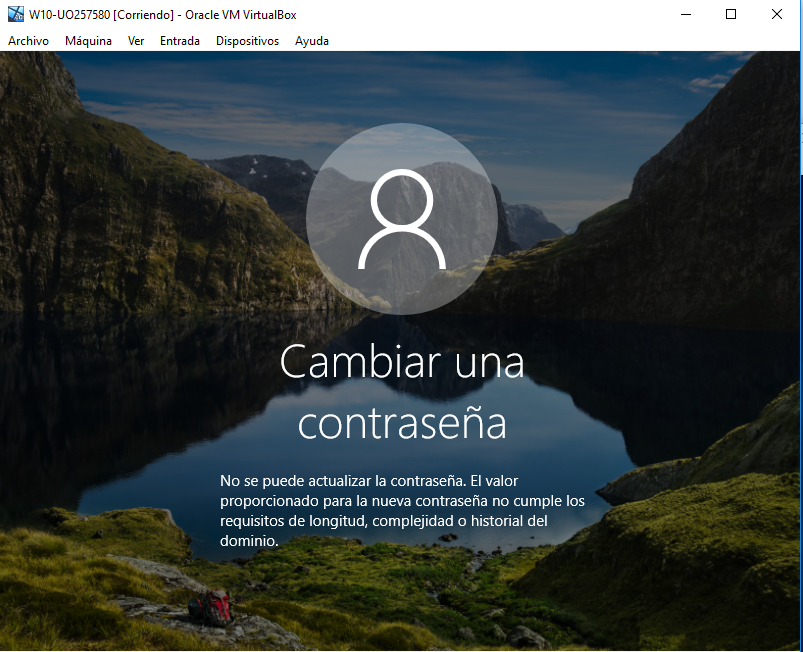 W10-UO257580 [Corriendo] - Oracle VM VirtualBox
Archivo Máquina Ver Entrada Dispositivos Ayuda
Cambiar una
contraseña
No se puede actualizar la contraseña. El valor
proporcionado para la nueva contraseña no cumple los
requisitos de longitud, complejidad o historial del
dominio.